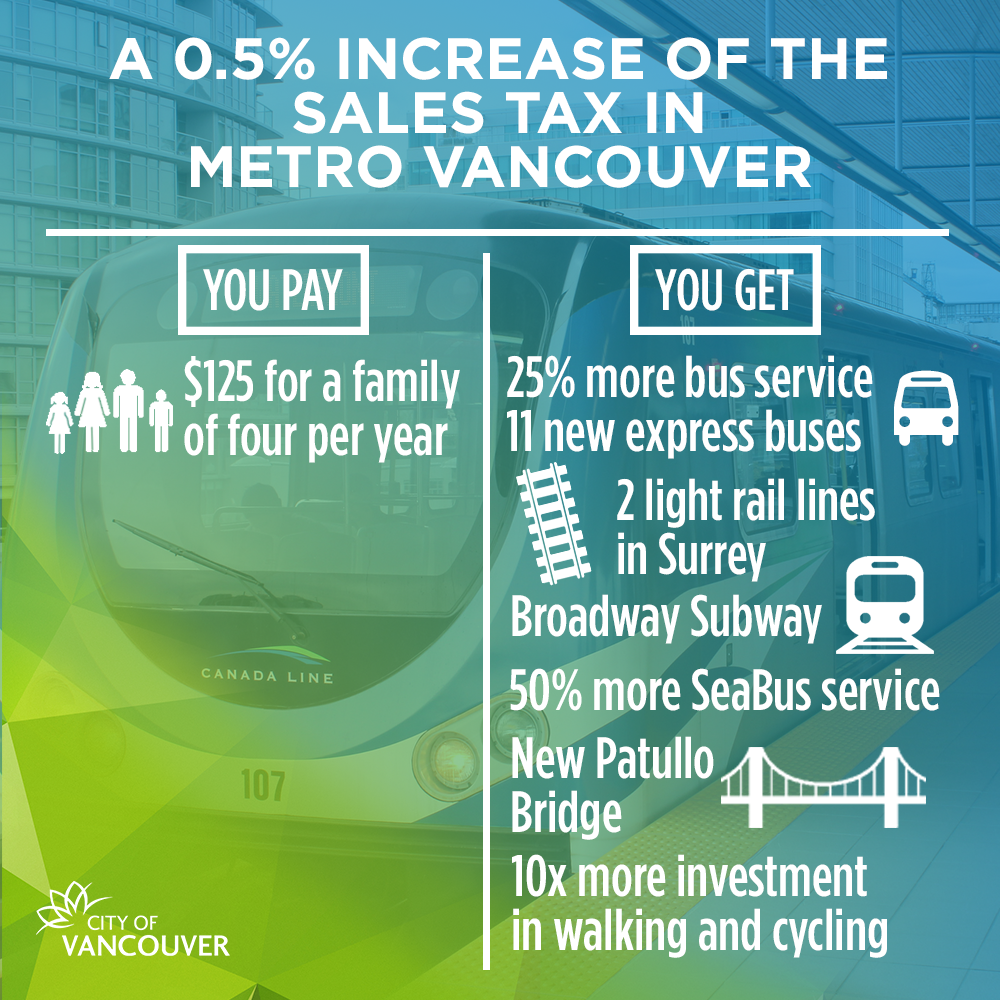 A 0.5% INCREASE OF THE
SALES TAX IN
METRO VANCOUVER
YOU PAY
$125 for a family
of four per year
YOU GET
25% more bus service
11 new express buses
2 light rail lines
in Surrey
Broadway Subway
50% more SeaBus service
New Patullo
Bridge
10x more investment
in walking and cycling
107
CANADA LINE
107
CITY OF
VANCOUVER